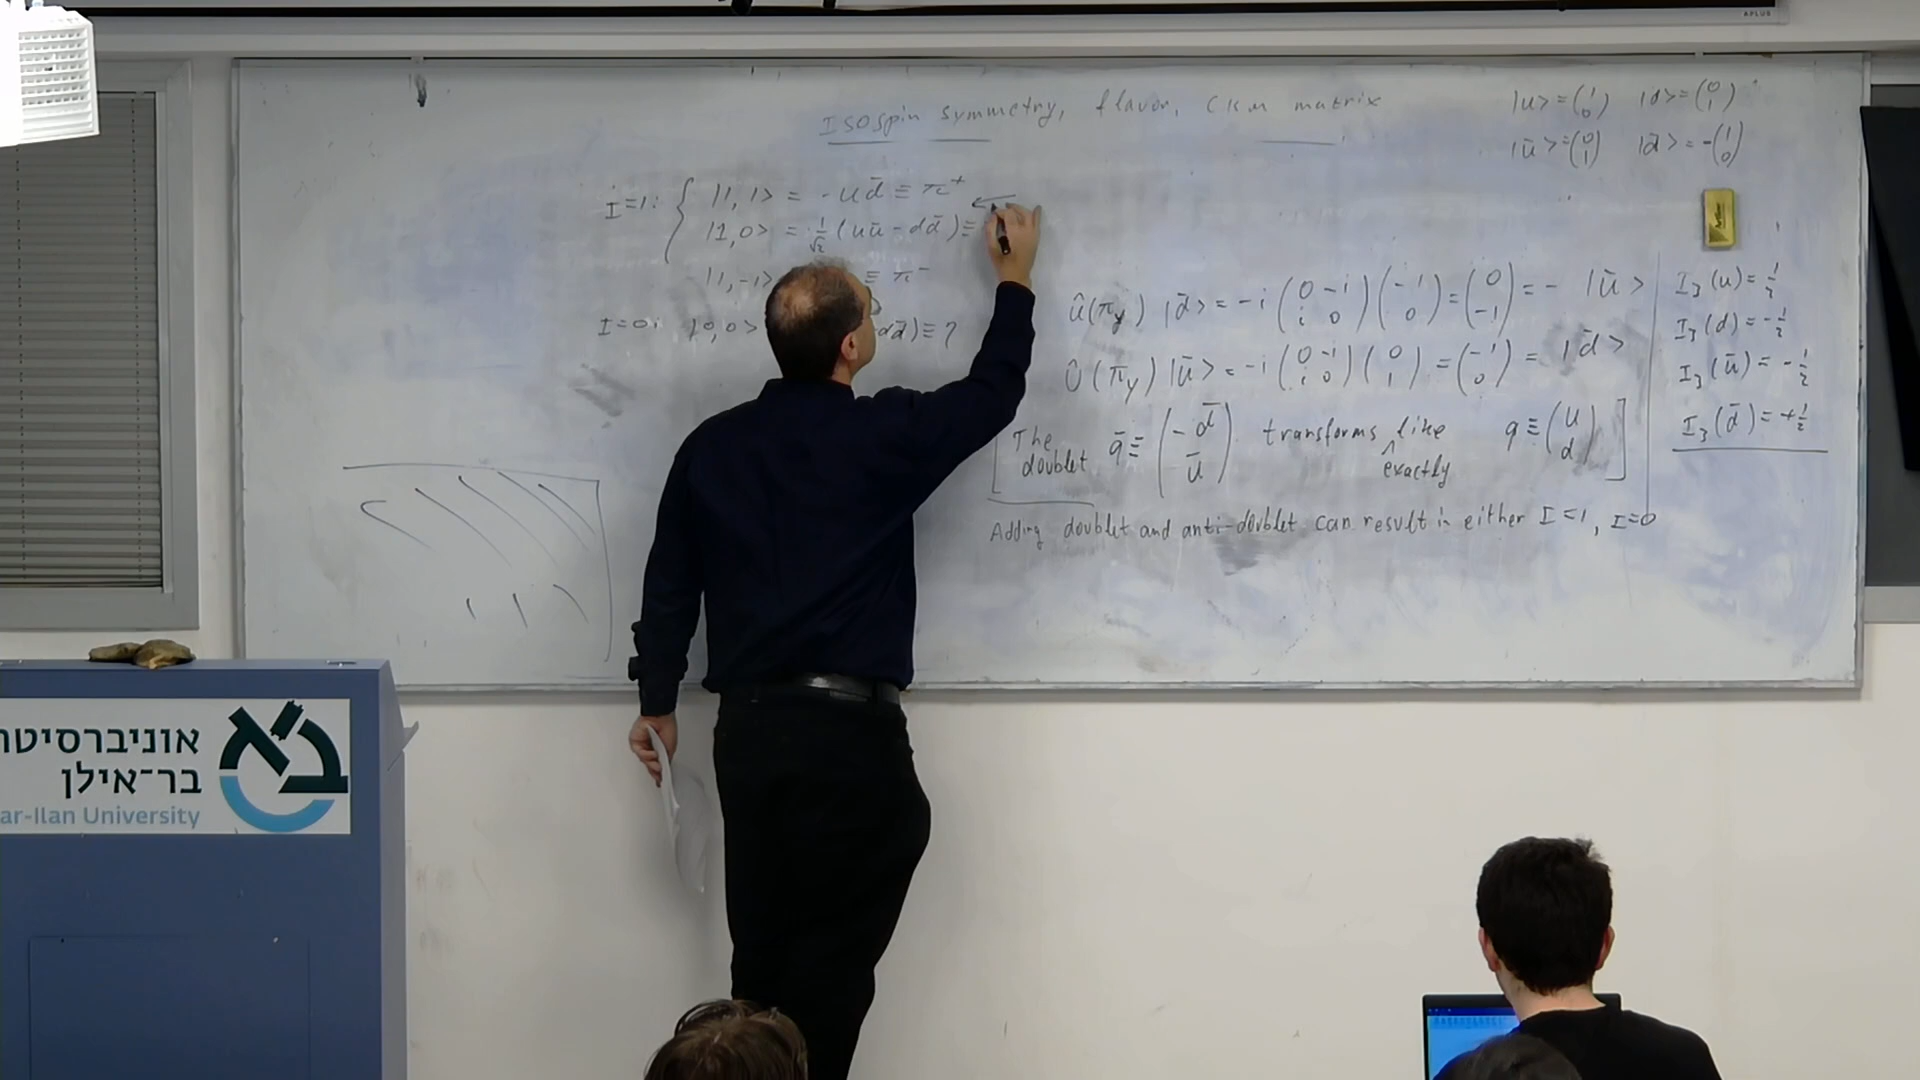 APLUS
Isospin symmetry, flavor, CKM matrix
|u> = (1 0) |d> = (0 1)
|ū> = (0 1) |d̄> = -(1 0)
I=1: { |1,1> = -ud̄ ≡ π⁺
|1,0> = 1/√2 (uū - dd̄) ≡
|1,-1> ≡ π⁻
I=0: |0,0> dd̄) ≡ ?
Û(π_y) |d̄> = -i (0 -i i 0) (-1 0) = (0 -1) = - |ū>
Û(π_y) |ū> = -i (0 -i i 0) (0 1) = (-1 0) = |d̄>
[The doublet q̄ ≡ (-d̄ ū) transforms like exactly q ≡ (u d)]
Adding doublet and anti-doublet can result in either I=1, I=0
I₃(u) = 1/2
I₃(d) = -1/2
I₃(ū) = -1/2
I₃(d̄) = +1/2
אוניברסיטת
בר-אילן
ar-Ilan University